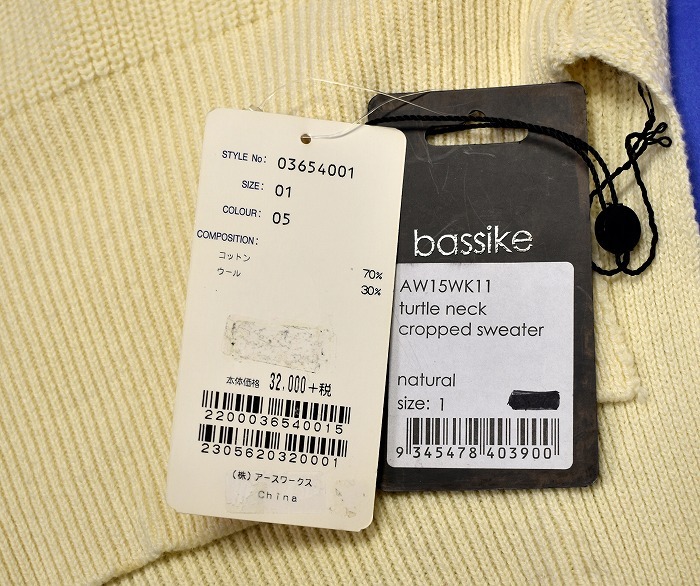 STYLE No: 03654001
SIZE: 01
COLOUR: 05
COMPOSITION:
コットン
ウール 70%
30%
本体価格 32,000+税
2200036540015
2305620320001
(株)アースワークス
China
bassike
AW15WK11
turtle neck
cropped sweater
natural
size: 1
9 345478 403900